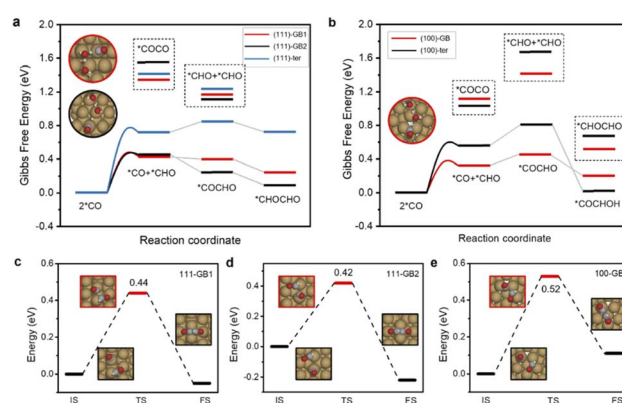 a
2.0
1.6
1.2
0.8
0.4
0.0
-0.4
Gibbs Free Energy (eV)
*COCO
*CHO+*CHO
(111)-GB1
(111)-GB2
(111)-ter
2*CO
*CO+*CHO
*COCHO
*CHOCHO
Reaction coordinate
b
2.0
1.6
1.2
0.8
0.4
0.0
-0.4
Gibbs Free Energy (eV)
(100)-GB
(100)-ter
*CHO+*CHO
*COCO
*CHOCHO
2*CO
*CO+*CHO
*COCHO
*COCHOH
Reaction coordinate
c
111-GB1
0.6
0.4
0.2
0.0
Energy (eV)
0.44
IS
TS
FS
d
111-GB2
0.4
0.2
0.0
-0.2
Energy (eV)
0.42
IS
TS
FS
e
100-GB
0.6
0.4
0.2
0.0
Energy (eV)
0.52
IS
TS
FS